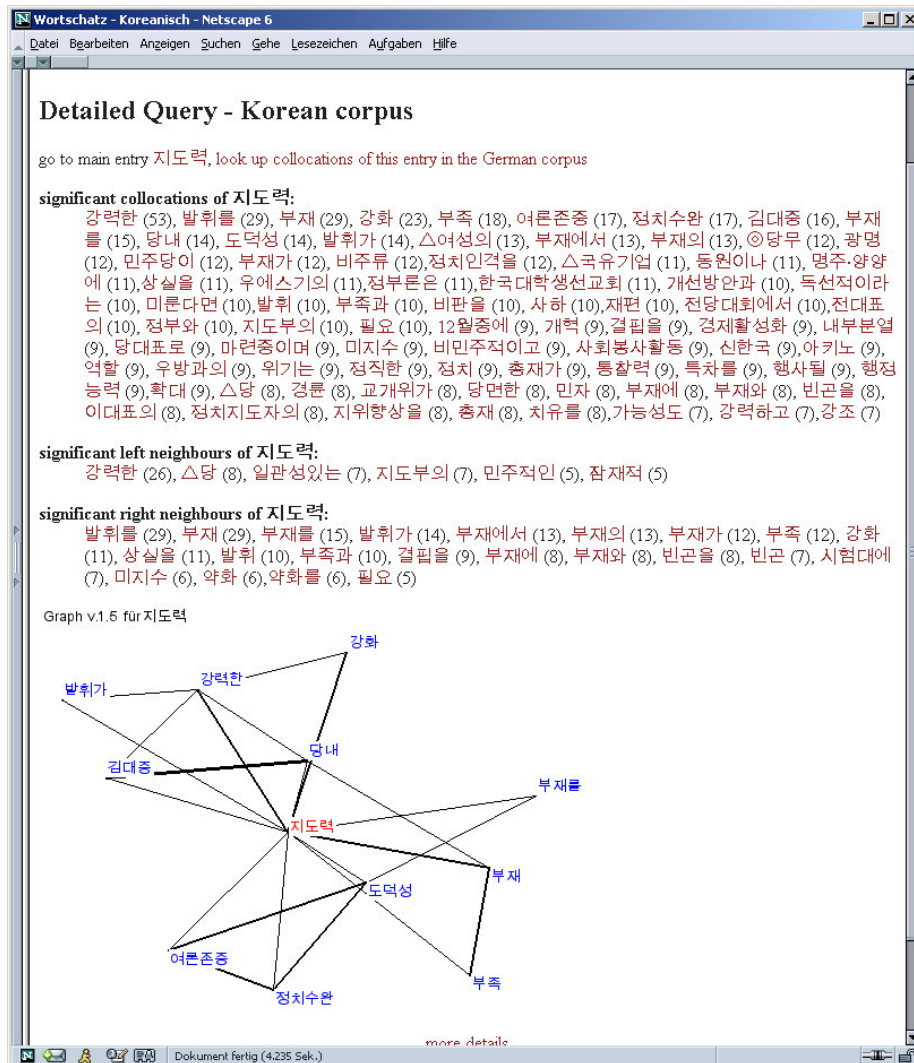 Wortschatz - Koreanisch - Netscape 6
Datei Bearbeiten Anzeigen Suchen Gehe Lesezeichen Aufgaben Hilfe
Detailed Query - Korean corpus
go to main entry 지도력, look up collocations of this entry in the German corpus
significant collocations of 지도력:
강력한 (53), 발휘를 (29), 부재 (29), 강화 (23), 부족 (18), 여론존중 (17), 정치수완 (17), 김대중 (16), 부재
를 (15), 당내 (14), 도덕성 (14), 발휘가 (14), △여성의 (13), 부재에서 (13), 부재의 (13), ◎당무 (12), 광명
(12), 민주당이 (12), 부재가 (12), 비주류 (12),정치인격을 (12), △국유기업 (11), 동원이나 (11), 명주·양양
에 (11),상실을 (11), 우에스기의 (11),정부론은 (11),한국대학생선교회 (11), 개선방안과 (10), 독선적이라
는 (10), 미룬다면 (10),발휘 (10), 부족과 (10), 비판을 (10), 사하 (10),재편 (10), 전당대회에서 (10),전대표
의 (10), 정부와 (10), 지도부의 (10), 필요 (10), 12월중에 (9), 개혁 (9),결핍을 (9), 경제활성화 (9), 내부분열
(9), 당대표로 (9), 마련중이며 (9), 미지수 (9), 비민주적이고 (9), 사회봉사활동 (9), 신한국 (9),아키노 (9),
역할 (9), 우방과의 (9), 위기는 (9), 정직한 (9), 정치 (9), 총재가 (9), 통찰력 (9), 특차를 (9), 행사될 (9), 행정
능력 (9),확대 (9), △당 (8), 경륜 (8), 교개위가 (8), 당면한 (8), 민자 (8), 부재에 (8), 부재와 (8), 빈곤을 (8),
이대표의 (8), 정치지도자의 (8), 지위향상을 (8), 총재 (8), 치유를 (8),가능성도 (7), 강력하고 (7),강조 (7)
significant left neighbours of 지도력:
강력한 (26), △당 (8), 일관성있는 (7), 지도부의 (7), 민주적인 (5), 잠재적 (5)
significant right neighbours of 지도력:
발휘를 (29), 부재 (29), 부재를 (15), 발휘가 (14), 부재에서 (13), 부재의 (13), 부재가 (12), 부족 (12), 강화
(11), 상실을 (11), 발휘 (10), 부족과 (10), 결핍을 (9), 부재에 (8), 부재와 (8), 빈곤을 (8), 빈곤 (7), 시험대에
(7), 미지수 (6), 약화 (6),약화를 (6), 필요 (5)
Graph v.1.5 für 지도력
강화
강력한
발휘가
당내
김대중
부재를
지도력
부재
도덕성
여론존중
부족
정치수완
more details
Dokument fertig (4.235 Sek.)